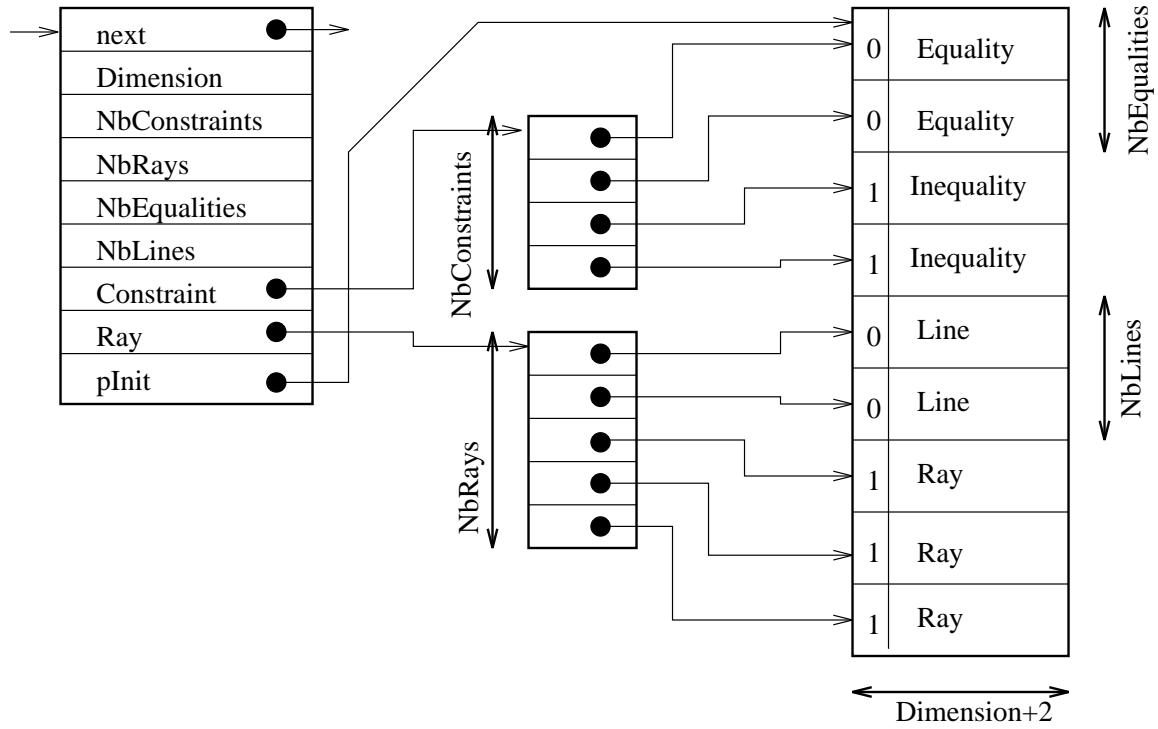 next
Dimension
NbConstraints
NbRays
NbEqualities
NbLines
Constraint
Ray
pInit
NbConstraints
NbRays
0 Equality
0 Equality
1 Inequality
1 Inequality
0 Line
0 Line
1 Ray
1 Ray
1 Ray
NbEqualities
NbLines
Dimension+2